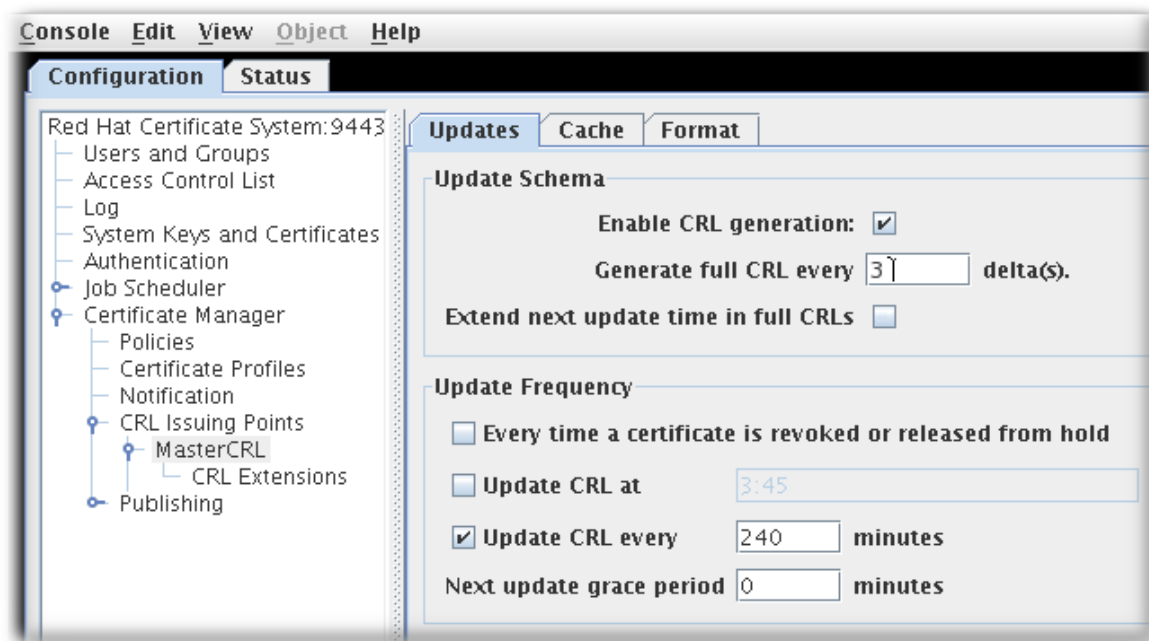 Console Edit View Object Help
Configuration Status
Red Hat Certificate System:9443
Users and Groups
Access Control List
Log
System Keys and Certificates
Authentication
Job Scheduler
Certificate Manager
Policies
Certificate Profiles
Notification
CRL Issuing Points
MasterCRL
CRL Extensions
Publishing
Updates Cache Format
Update Schema
Enable CRL generation:
Generate full CRL every 3 delta(s).
Extend next update time in full CRLs
Update Frequency
Every time a certificate is revoked or released from hold
Update CRL at 3:45
Update CRL every 240 minutes
Next update grace period 0 minutes